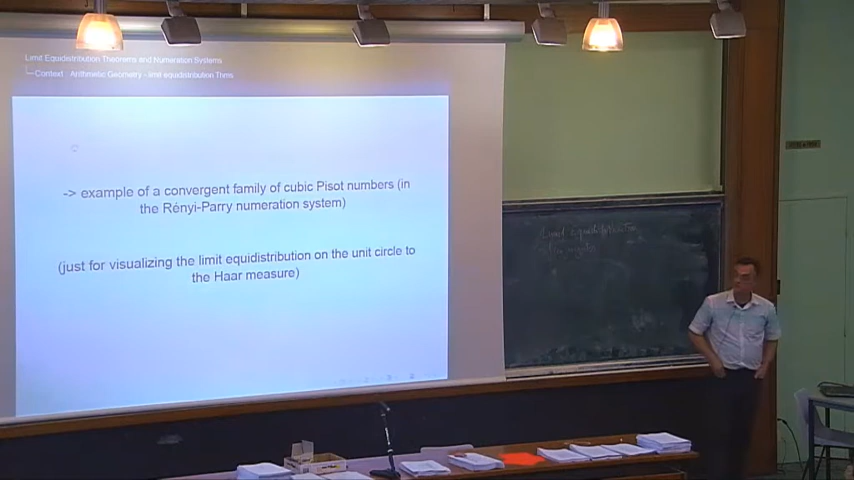 Limit Equidistribution Theorems and Numeration Systems
Context : Arithmetic Geometry - limit equidistribution Thms
-> example of a convergent family of cubic Pisot numbers (in
the Rényi-Parry numeration system)
(just for visualizing the limit equidistribution on the unit circle to
the Haar measure)
Limit Equidistribution